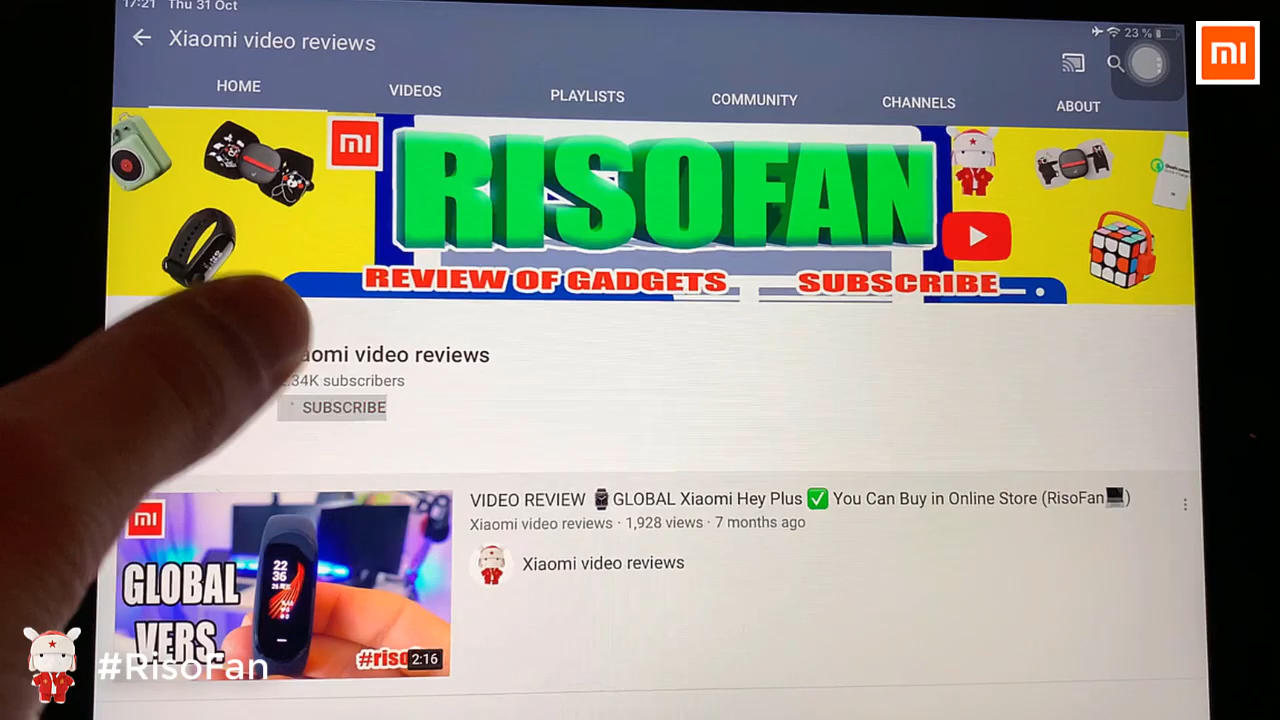 17:21 Thu 31 Oct
23 %
Xiaomi video reviews
HOME
VIDEOS
PLAYLISTS
COMMUNITY
CHANNELS
ABOUT
MI
MI
RISOFAN
REVIEW OF GADGETS
SUBSCRIBE
aomi video reviews
.34K subscribers
SUBSCRIBE
VIDEO REVIEW ⌚GLOBAL Xiaomi Hey Plus ✅ You Can Buy in Online Store (RisoFan💻)
Xiaomi video reviews · 1,928 views · 7 months ago
Xiaomi video reviews
MI
GLOBAL
VERS.
22
36
#riso
2:16
#RisoFan